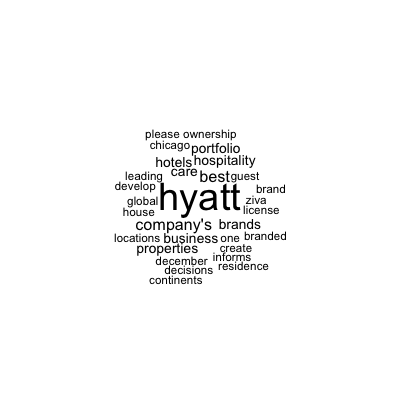 please ownership
chicago portfolio
hotels hospitality
care best guest
leading
develop hyatt brand
global ziva
house license
company's brands
locations business one branded
properties create
december informs
decisions residence
continents